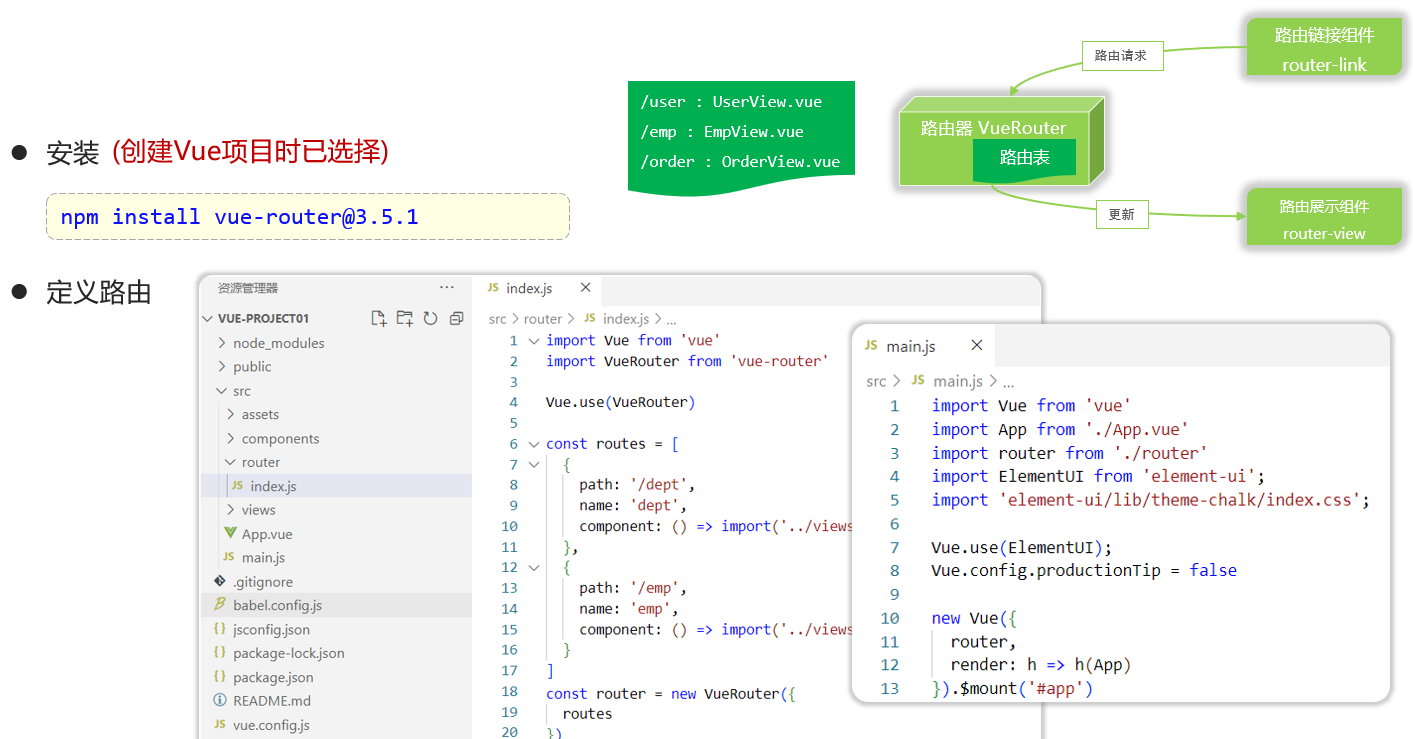 安装 (创建Vue项目时已选择)
npm install vue-router@3.5.1
/user : UserView.vue
/emp : EmpView.vue
/order : OrderView.vue
路由器 VueRouter
路由表
路由请求
路由链接组件
router-link
更新
路由展示组件
router-view
定义路由
资源管理器
VUE-PROJECT01
node_modules
public
src
assets
components
router
JS index.js
views
App.vue
JS main.js
.gitignore
babel.config.js
{} jsconfig.json
{} package-lock.json
{} package.json
README.md
JS vue.config.js
JS index.js
src > router > JS index.js > ...
1 import Vue from 'vue'
2 import VueRouter from 'vue-router'
3
4 Vue.use(VueRouter)
5
6 const routes = [
7 {
8 path: '/dept',
9 name: 'dept',
10 component: () => import('../views
11 },
12 {
13 path: '/emp',
14 name: 'emp',
15 component: () => import('../views
16 }
17 ]
18 const router = new VueRouter({
19 routes
20 })
JS main.js
src > JS main.js > ...
1 import Vue from 'vue'
2 import App from './App.vue'
3 import router from './router'
4 import ElementUI from 'element-ui';
5 import 'element-ui/lib/theme-chalk/index.css';
6
7 Vue.use(ElementUI);
8 Vue.config.productionTip = false
9
10 new Vue({
11 router,
12 render: h => h(App)
13 }).$mount('#app')